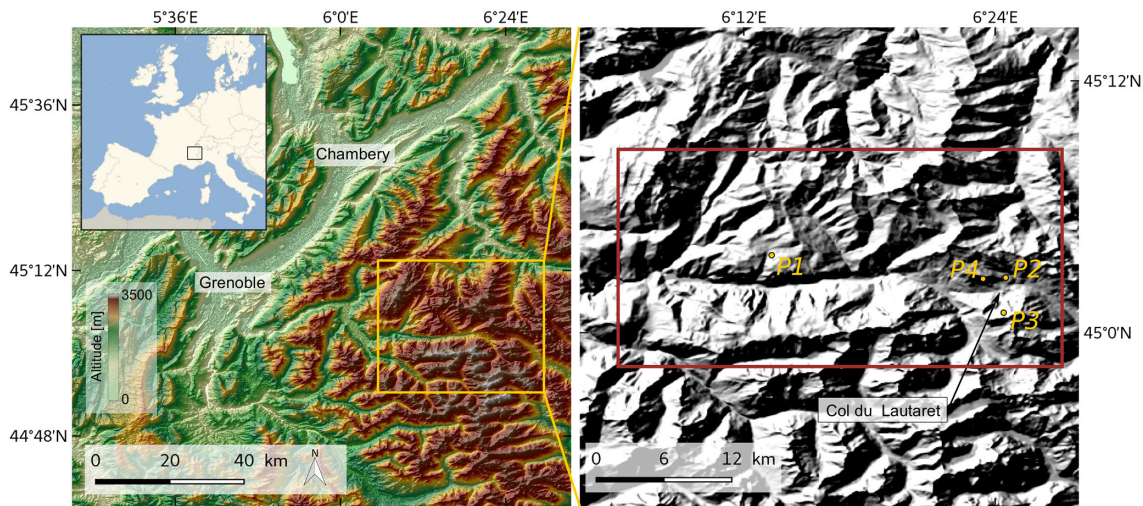 5°36'E 6°0'E 6°24'E
6°12'E 6°24'E
45°36'N
45°12'N
44°48'N
Chambery
Grenoble
3500
Altitude [m]
0
N
0 20 40 km
45°12'N
45°0'N
P1
P4 P2
P3
Col du Lautaret
0 6 12 km